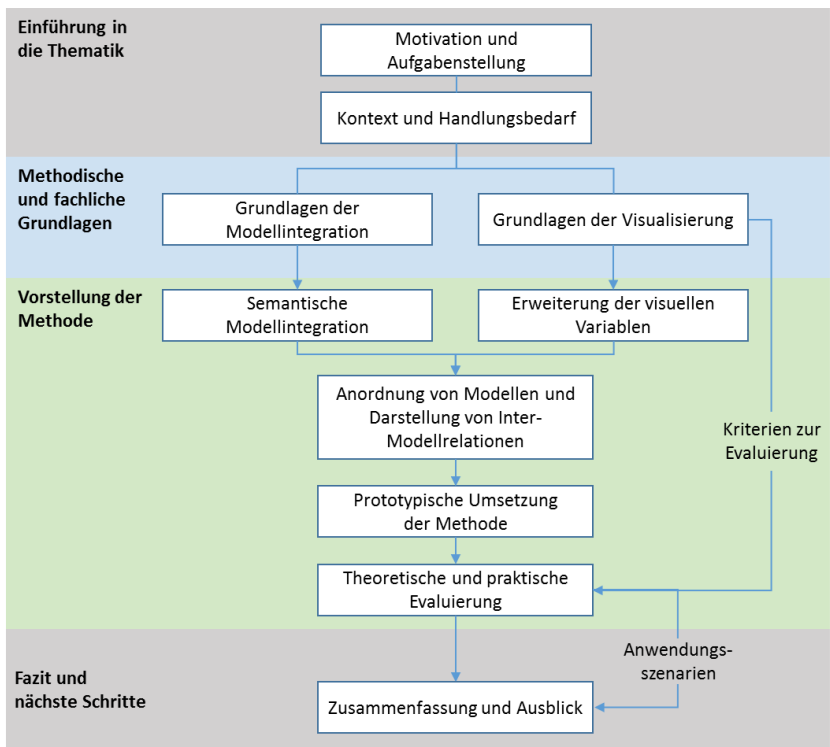 Einführung in
die Thematik
Motivation und
Aufgabenstellung
Kontext und Handlungsbedarf
Methodische
und fachliche
Grundlagen
Grundlagen der
Modellintegration
Grundlagen der Visualisierung
Vorstellung der
Methode
Semantische
Modellintegration
Erweiterung der visuellen
Variablen
Anordnung von Modellen und
Darstellung von Inter-
Modellrelationen
Kriterien zur
Evaluierung
Prototypische Umsetzung
der Methode
Theoretische und praktische
Evaluierung
Anwendungs-
szenarien
Fazit und
nächste Schritte
Zusammenfassung und Ausblick